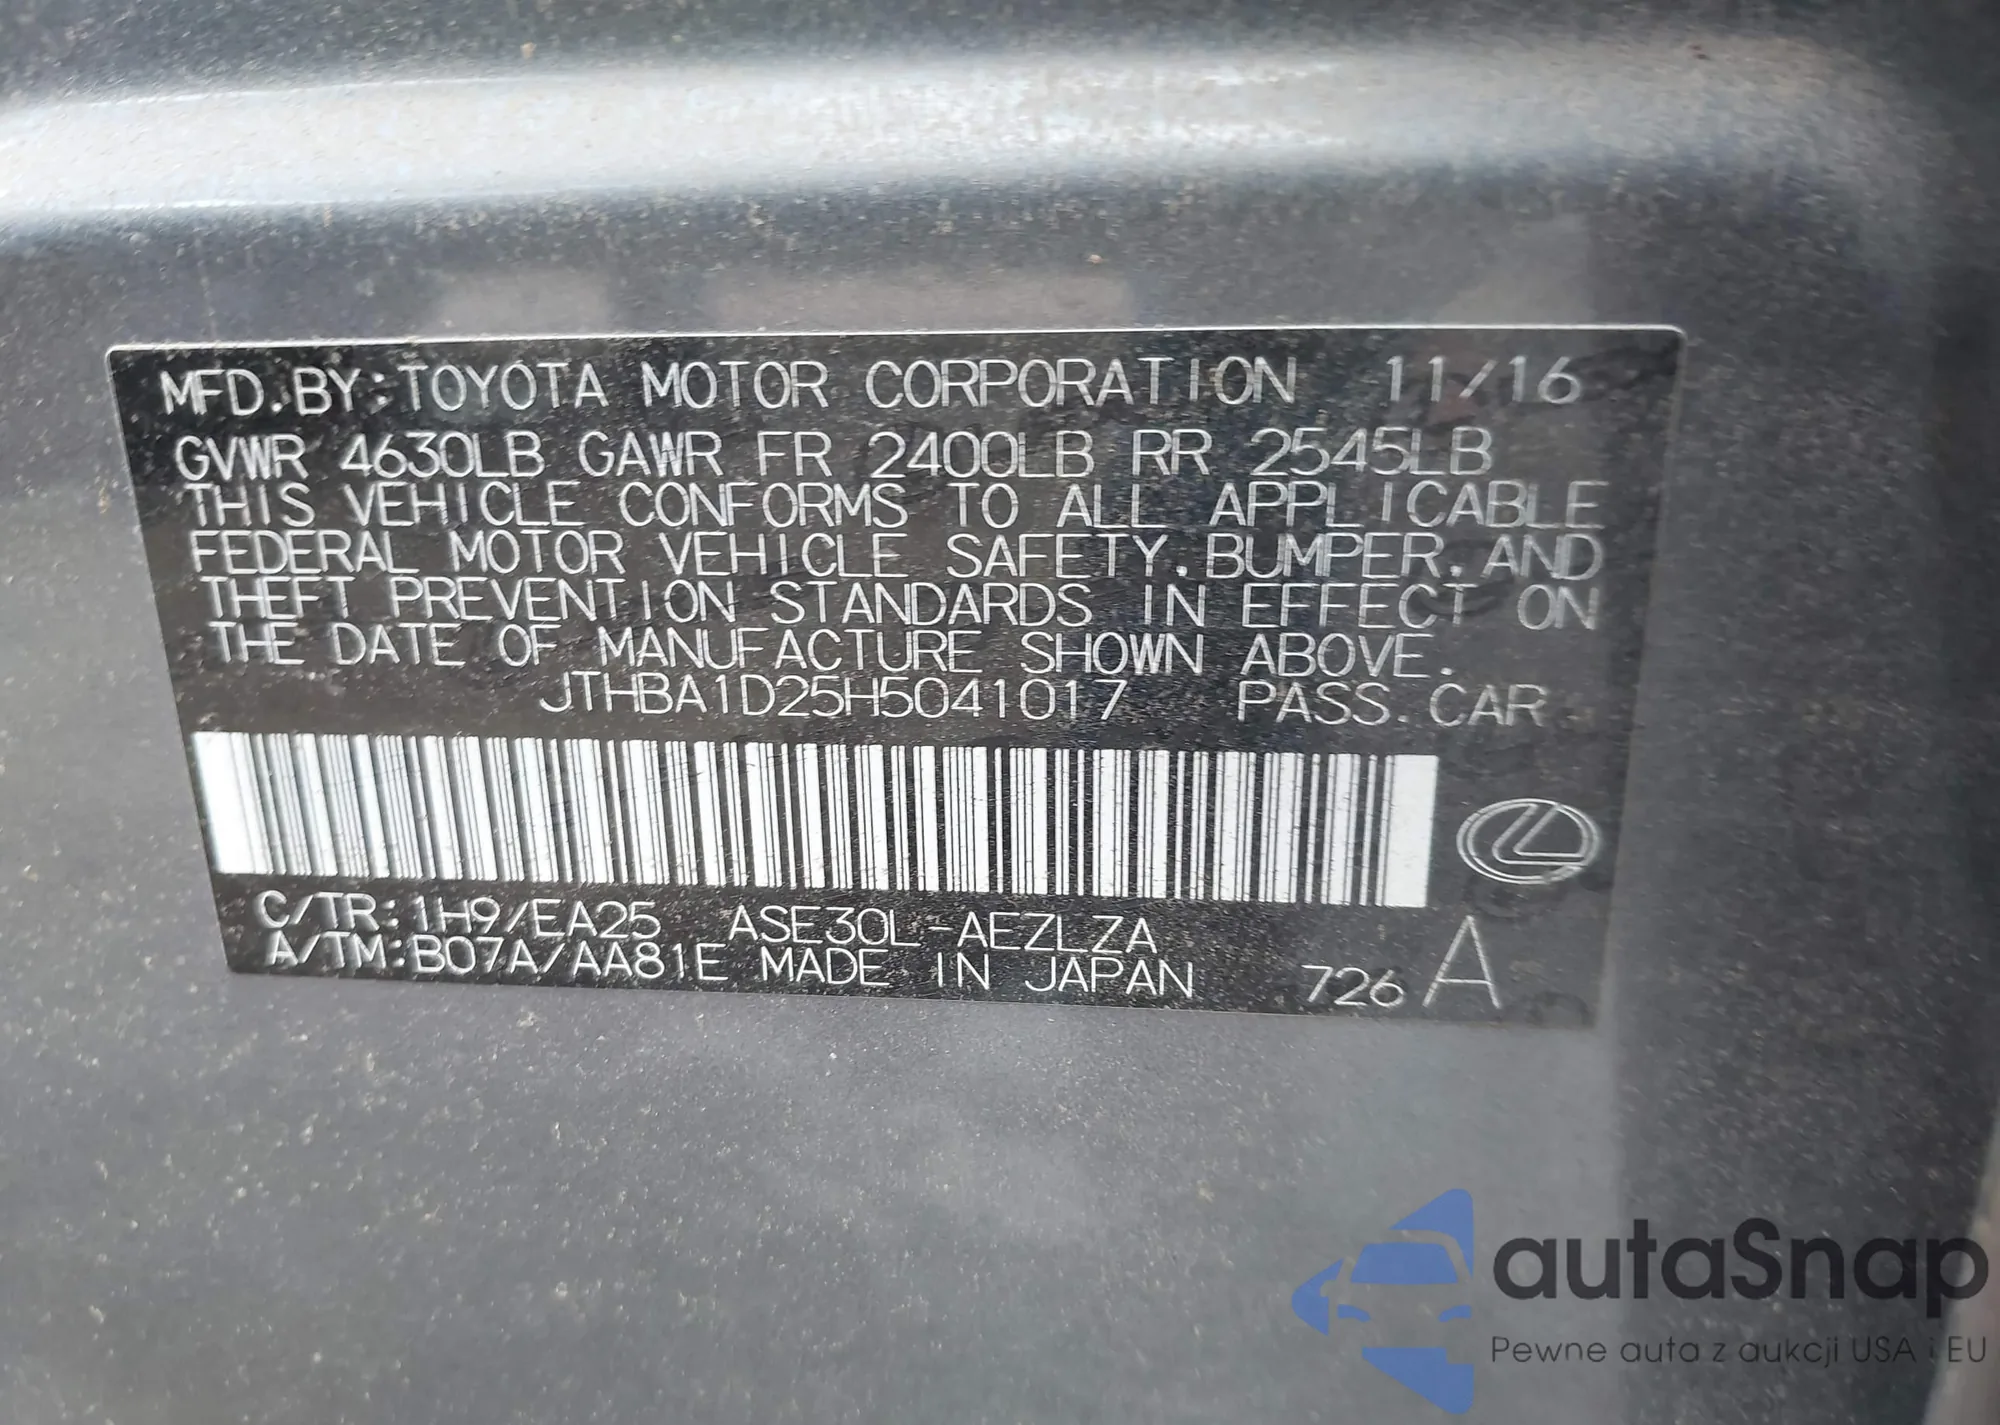 MFD. BY: TOYOTA MOTOR CORPORATION 11/16
GVWR 4630LB GAWR FR 2400LB RR 2545LB
THIS VEHICLE CONFORMS TO ALL APPLICABLE
FEDERAL MOTOR VEHICLE SAFETY, BUMPER, AND
THEFT PREVENTION STANDARDS IN EFFECT ON
THE DATE OF MANUFACTURE SHOWN ABOVE.
JTHBA1D25H5041017 PASS. CAR
C/TR: 1H9/EA25 ASE30L-AEZLZA
A/TM: B07A/AA81E MADE IN JAPAN 726 A
autaSnap
Pewne auta z aukcji USA i EU